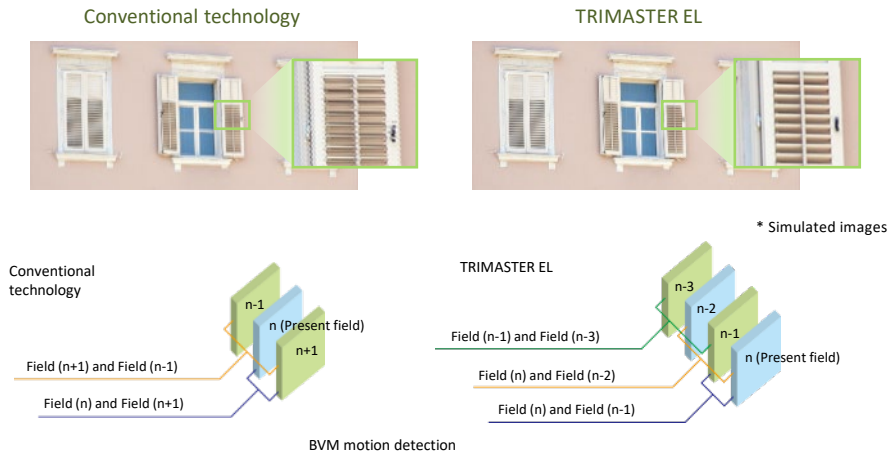 Conventional technology
TRIMASTER EL
* Simulated images
Conventional
technology
n-1
n (Present field)
n+1
Field (n+1) and Field (n-1)
Field (n) and Field (n+1)
TRIMASTER EL
n-3
n-2
n-1
n (Present field)
Field (n-1) and Field (n-3)
Field (n) and Field (n-2)
Field (n) and Field (n-1)
BVM motion detection